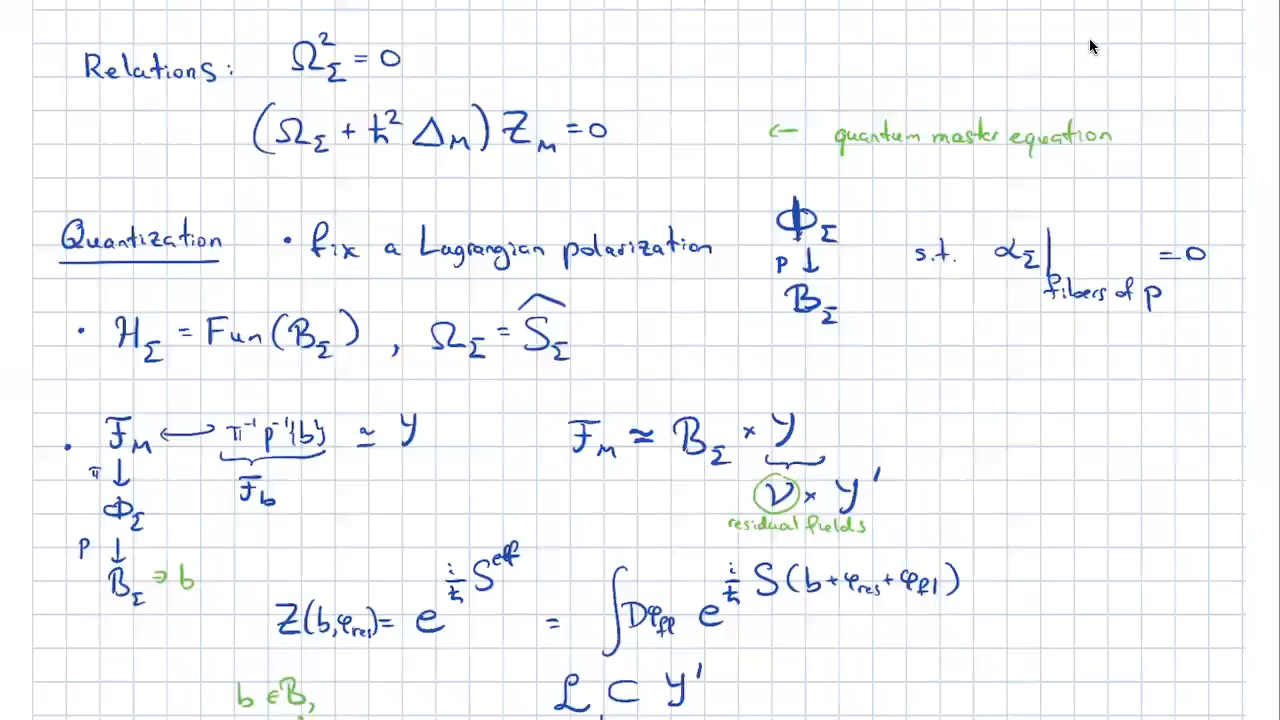 Relations: Ω_Σ² = 0
(Ω_Σ + ħ² Δ_M) Z_M = 0 ← quantum master equation
Quantization • fix a Lagrangian polarization Φ_Σ p ↓ B_Σ s.t. α_Σ | fibers of p = 0
• H_Σ = Fun(B_Σ) , Ω_Σ = Ŝ_Σ
• F_M ↩ π⁻¹p⁻¹{b} ≃ Y F_M ≃ B_Σ × Y
π ↓ F_b V × Y′
Φ_Σ residual fields
p ↓
B_Σ ∋ b
Z(b,φ_res) = e^{i/ħ S^eff} = ∫ Dφ_fl e^{i/ħ S(b+φ_res+φ_fl)}
b ∈ B, L ⊂ Y′